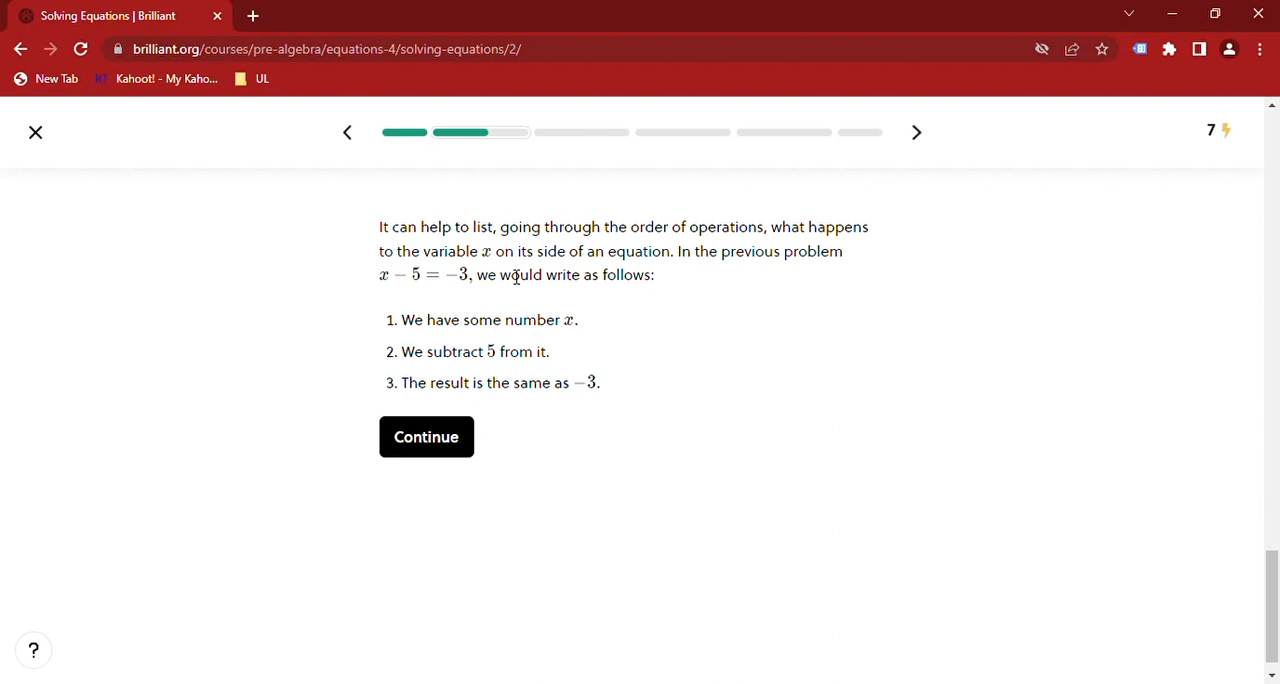 Solving Equations | Brilliant
brilliant.org/courses/pre-algebra/equations-4/solving-equations/2/
New Tab K! Kahoot! - My Kaho... UL
7
It can help to list, going through the order of operations, what happens
to the variable x on its side of an equation. In the previous problem
x − 5 = −3, we would write as follows:
1. We have some number x.
2. We subtract 5 from it.
3. The result is the same as −3.
Continue
?